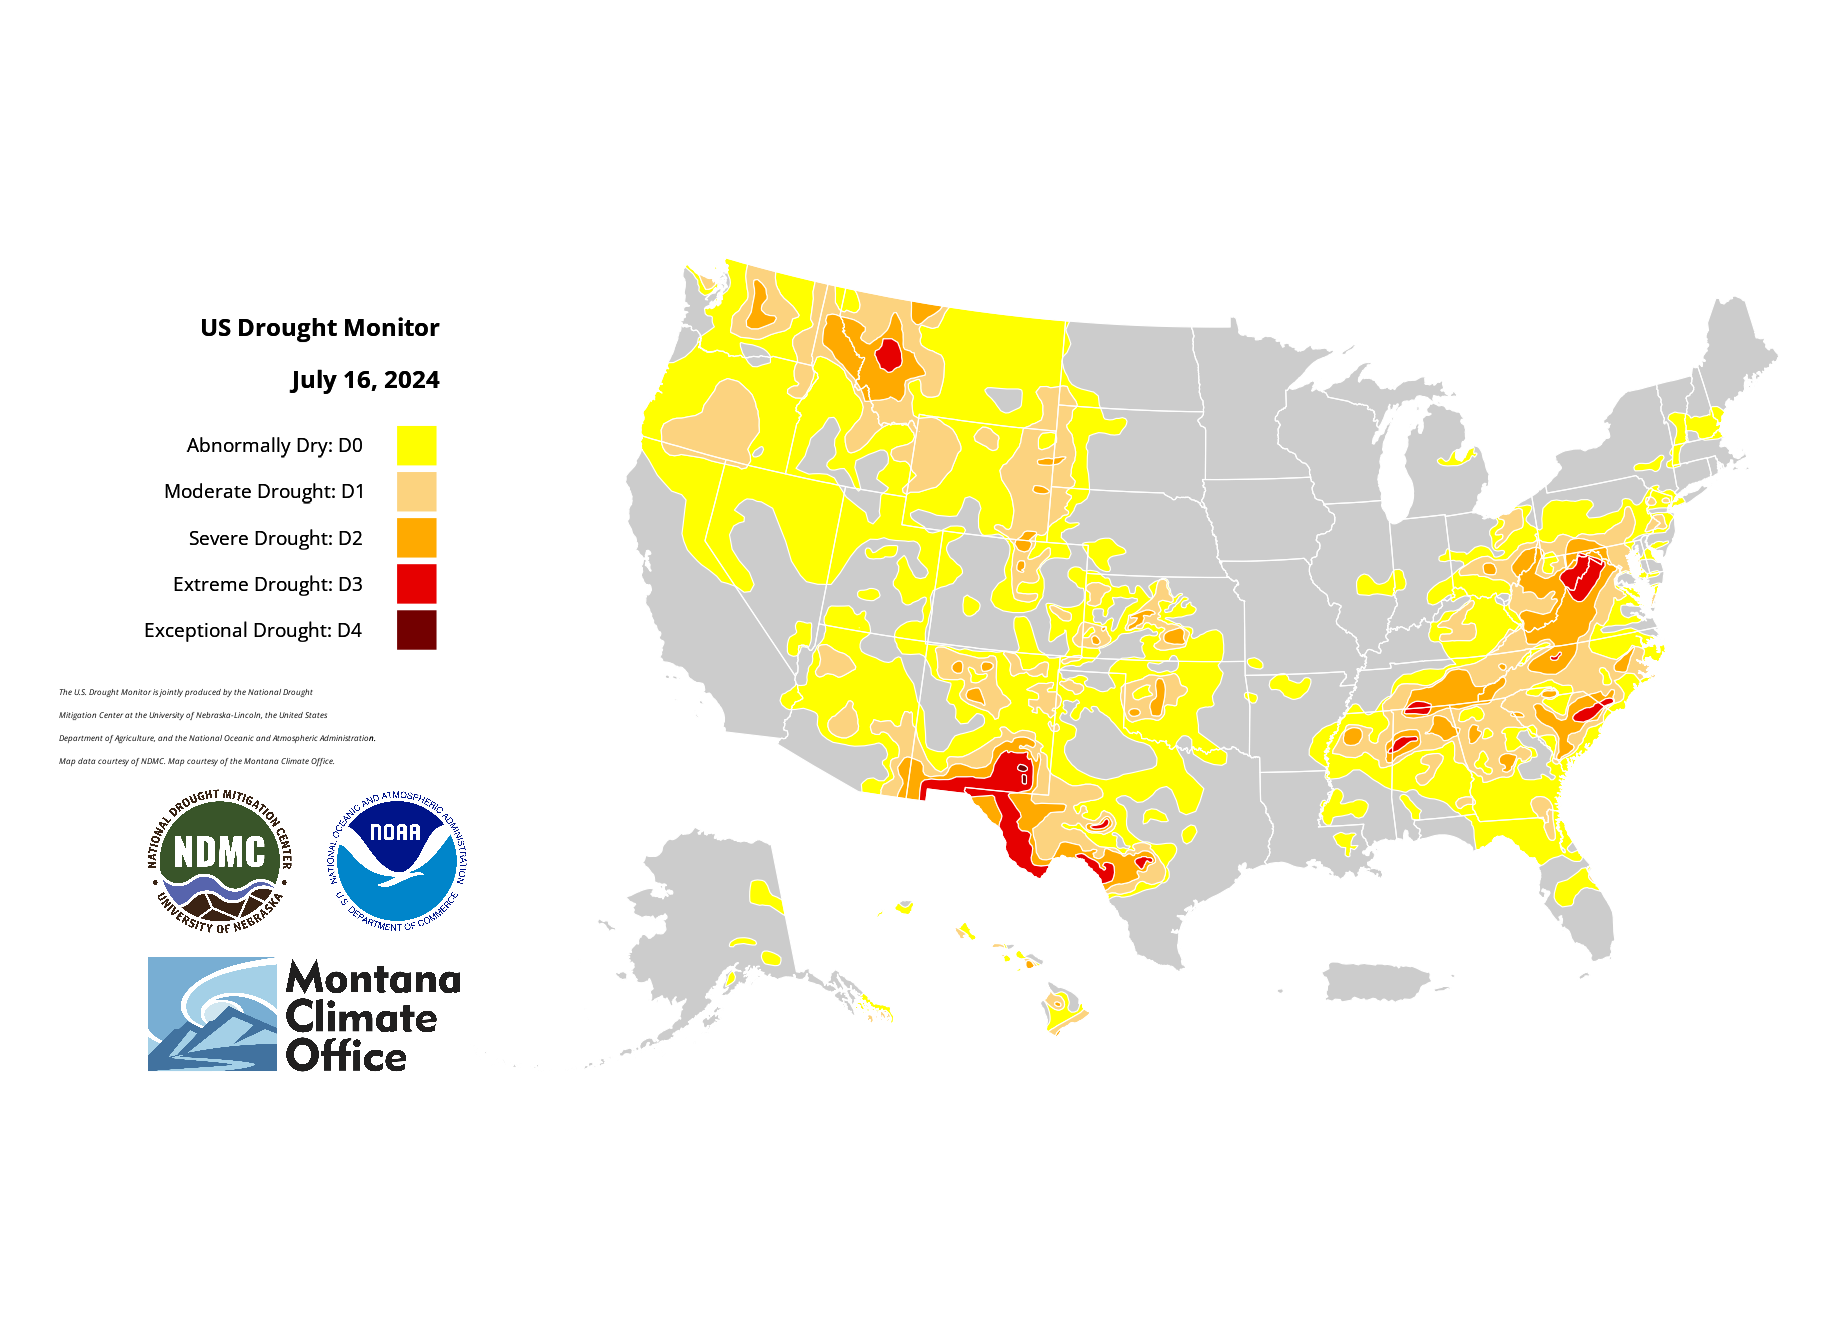 US Drought Monitor
July 16, 2024
Abnormally Dry: D0
Moderate Drought: D1
Severe Drought: D2
Extreme Drought: D3
Exceptional Drought: D4
The U.S. Drought Monitor is jointly produced by the National Drought
Mitigation Center at the University of Nebraska-Lincoln, the United States
Department of Agriculture, and the National Oceanic and Atmospheric Administration.
Map data courtesy of NDMC. Map courtesy of the Montana Climate Office.
NATIONAL DROUGHT MITIGATION CENTER
NDMC
• UNIVERSITY OF NEBRASKA •
NATIONAL OCEANIC AND ATMOSPHERIC ADMINISTRATION
NOAA
U.S. DEPARTMENT OF COMMERCE
Montana
Climate
Office